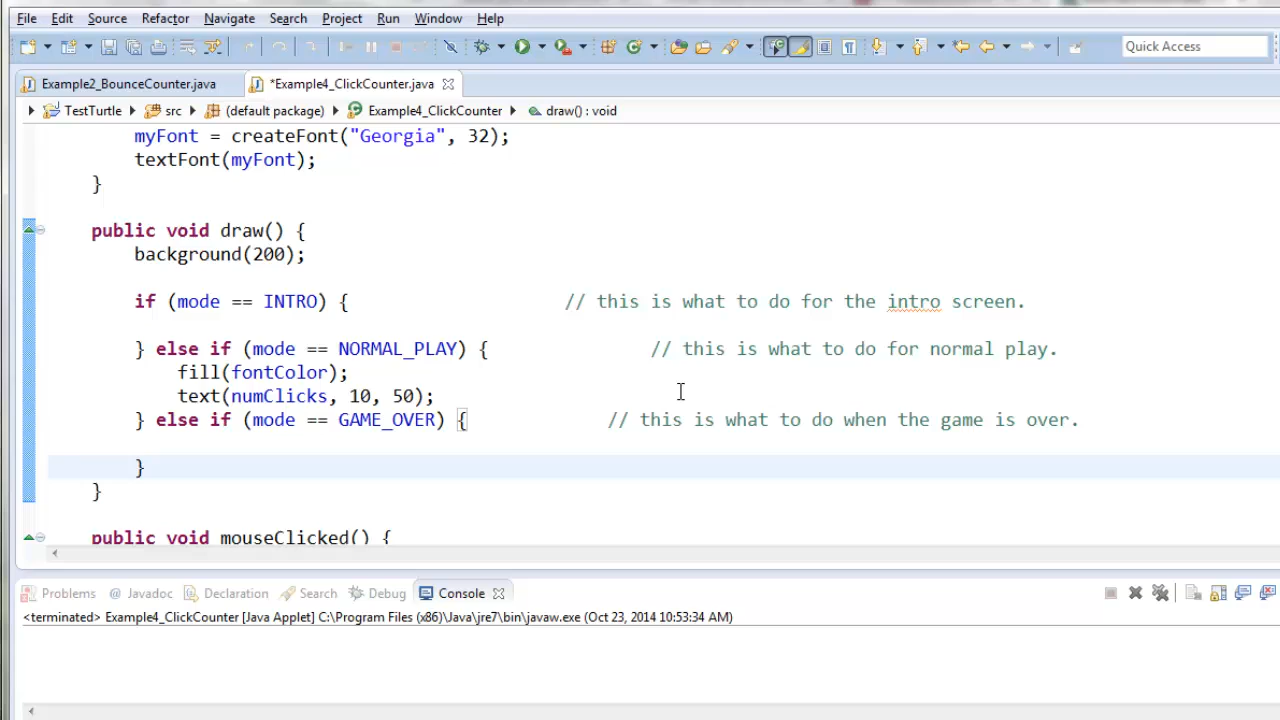 File Edit Source Refactor Navigate Search Project Run Window Help
Quick Access
Example2_BounceCounter.java *Example4_ClickCounter.java
TestTurtle src (default package) Example4_ClickCounter draw() : void
myFont = createFont("Georgia", 32);
textFont(myFont);
}
public void draw() {
background(200);
if (mode == INTRO) { // this is what to do for the intro screen.
} else if (mode == NORMAL_PLAY) { // this is what to do for normal play.
fill(fontColor);
text(numClicks, 10, 50);
} else if (mode == GAME_OVER) { // this is what to do when the game is over.
}
}
public void mouseClicked() {
Problems @ Javadoc Declaration Search Debug Console
<terminated> Example4_ClickCounter [Java Applet] C:\Program Files (x86)\Java\jre7\bin\javaw.exe (Oct 23, 2014 10:53:34 AM)